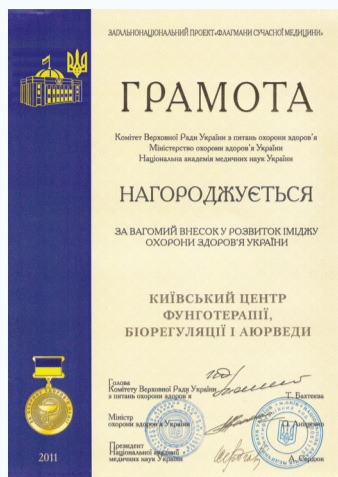 ЗАГАЛЬНОНАЦІОНАЛЬНИЙ ПРОЕКТ «ФЛАГМАНИ СУЧАСНОЇ МЕДИЦИНИ»
ГРАМОТА
Комітет Верховної Ради України з питань охорони здоров'я
Міністерство охорони здоров'я України
Національна академія медичних наук України
НАГОРОДЖУЄТЬСЯ
ЗА ВАГОМИЙ ВНЕСОК У РОЗВИТОК ІМІДЖУ
ОХОРОНИ ЗДОРОВ'Я УКРАЇНИ
КИЇВСЬКИЙ ЦЕНТР
ФУНГОТЕРАПІЇ,
БІОРЕГУЛЯЦІЇ І АЮРВЕДИ
Голова
Комітету Верховної Ради України
з питань охорони здоров'я Т. Бахтеєва
Міністр
охорони здоров'я України
Президент
Національної академії
медичних наук України А. Сердюк
2011